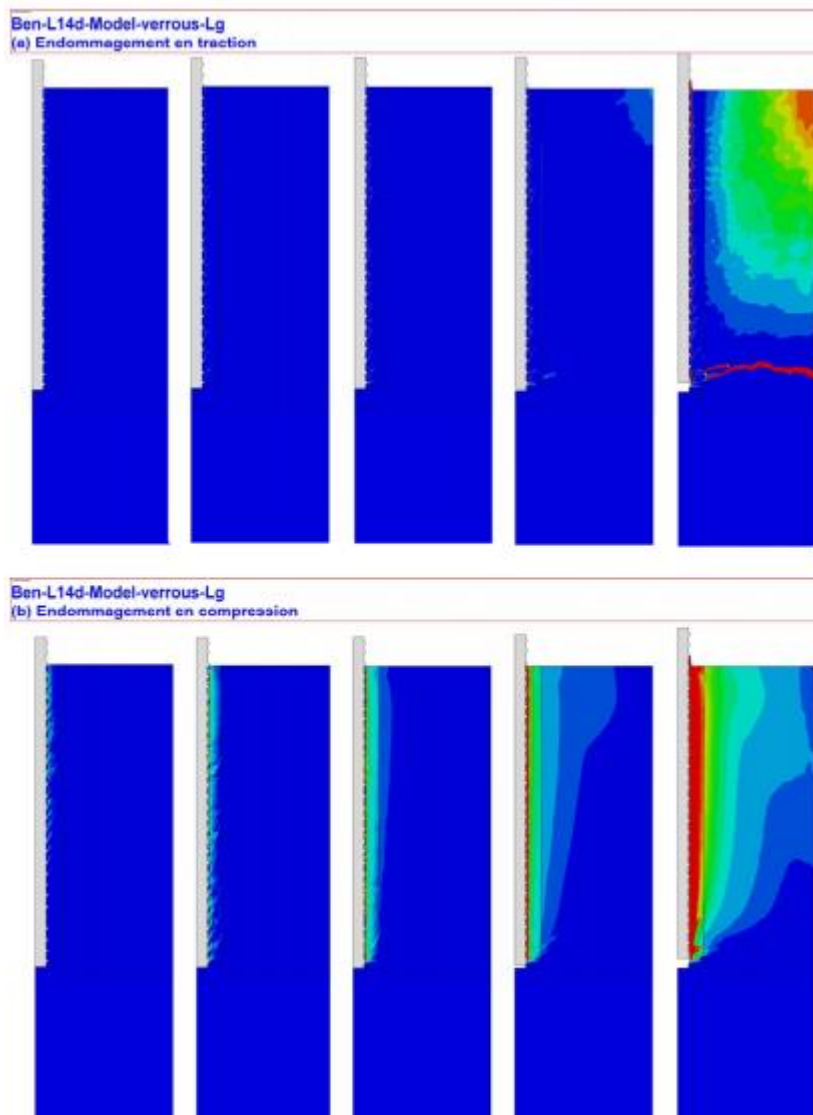 Ben-L14d-Model-verrous-Lg
(a) Endommagement en traction
Ben-L14d-Model-verrous-Lg
(b) Endommagement en compression